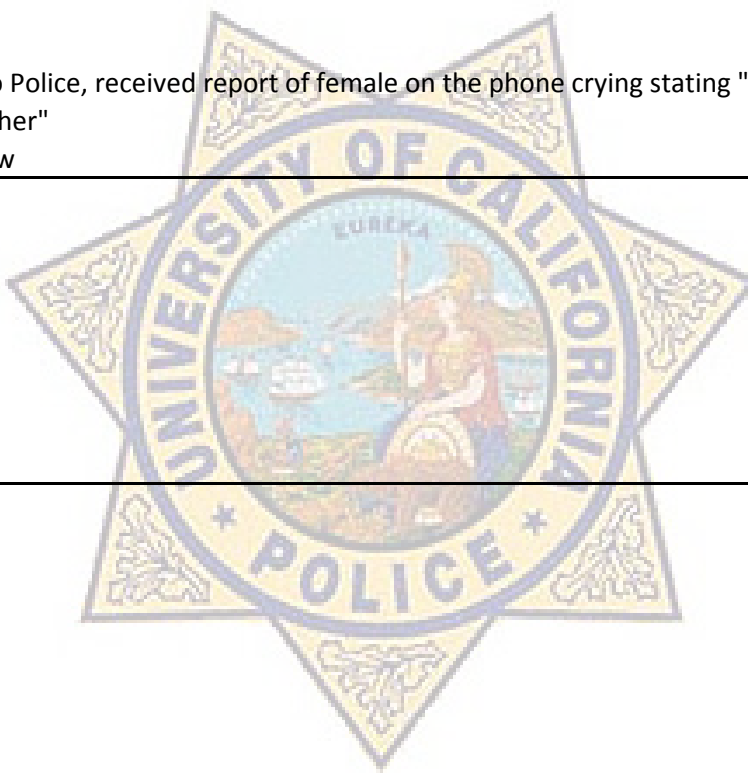 o Police, received report of female on the phone crying stating "
her"
w
EUREKA
UNIVERSITY OF CALIFORNIA
POLICE